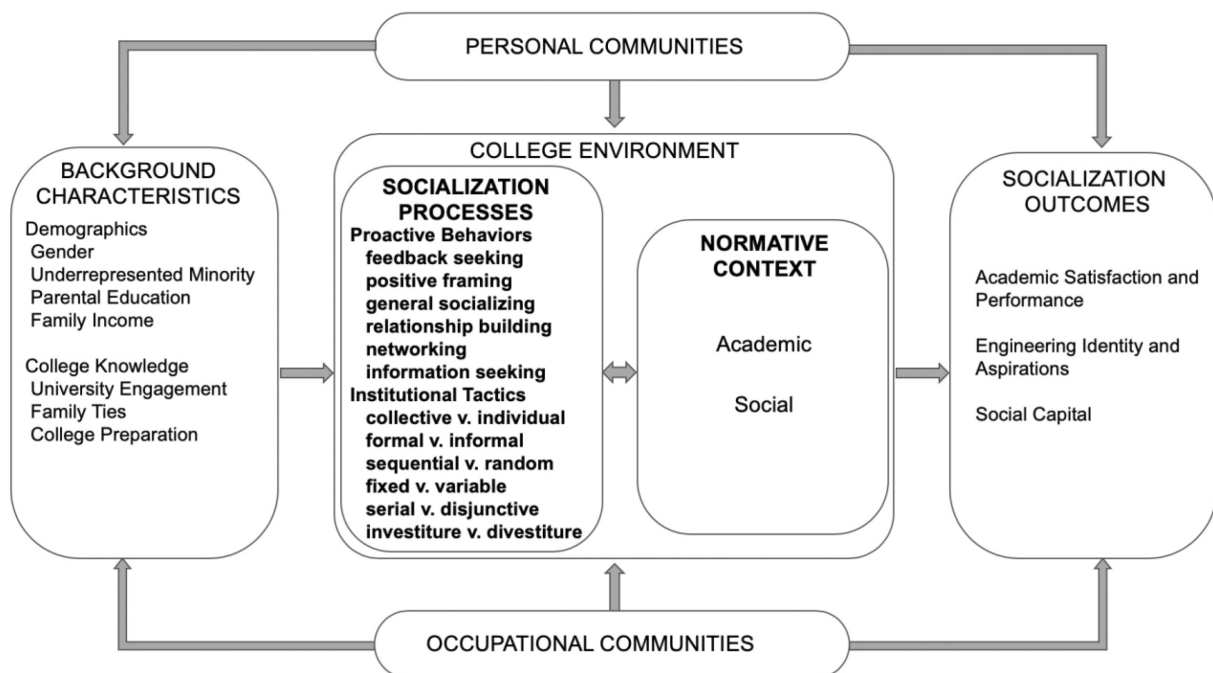 PERSONAL COMMUNITIES
BACKGROUND
CHARACTERISTICS
Demographics
Gender
Underrepresented Minority
Parental Education
Family Income
College Knowledge
University Engagement
Family Ties
College Preparation
COLLEGE ENVIRONMENT
SOCIALIZATION
PROCESSES
Proactive Behaviors
feedback seeking
positive framing
general socializing
relationship building
networking
information seeking
Institutional Tactics
collective v. individual
formal v. informal
sequential v. random
fixed v. variable
serial v. disjunctive
investiture v. divestiture
NORMATIVE
CONTEXT
Academic
Social
SOCIALIZATION
OUTCOMES
Academic Satisfaction and
Performance
Engineering Identity and
Aspirations
Social Capital
OCCUPATIONAL COMMUNITIES